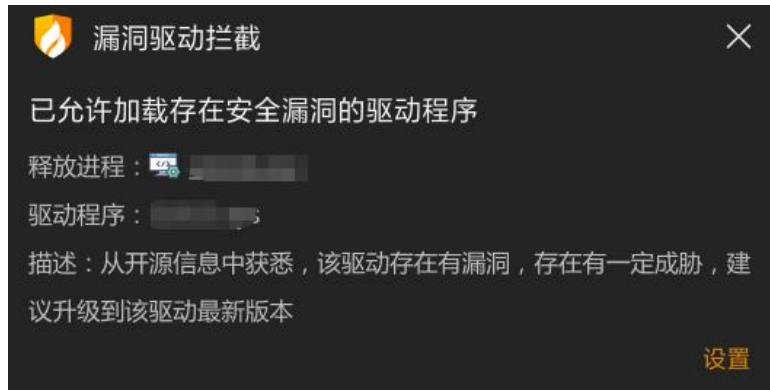 漏洞驱动拦截
已允许加载存在安全漏洞的驱动程序
释放进程：
驱动程序：
描述：从开源信息中获悉，该驱动存在有漏洞，存在有一定成胁，建
议升级到该驱动最新版本
设置